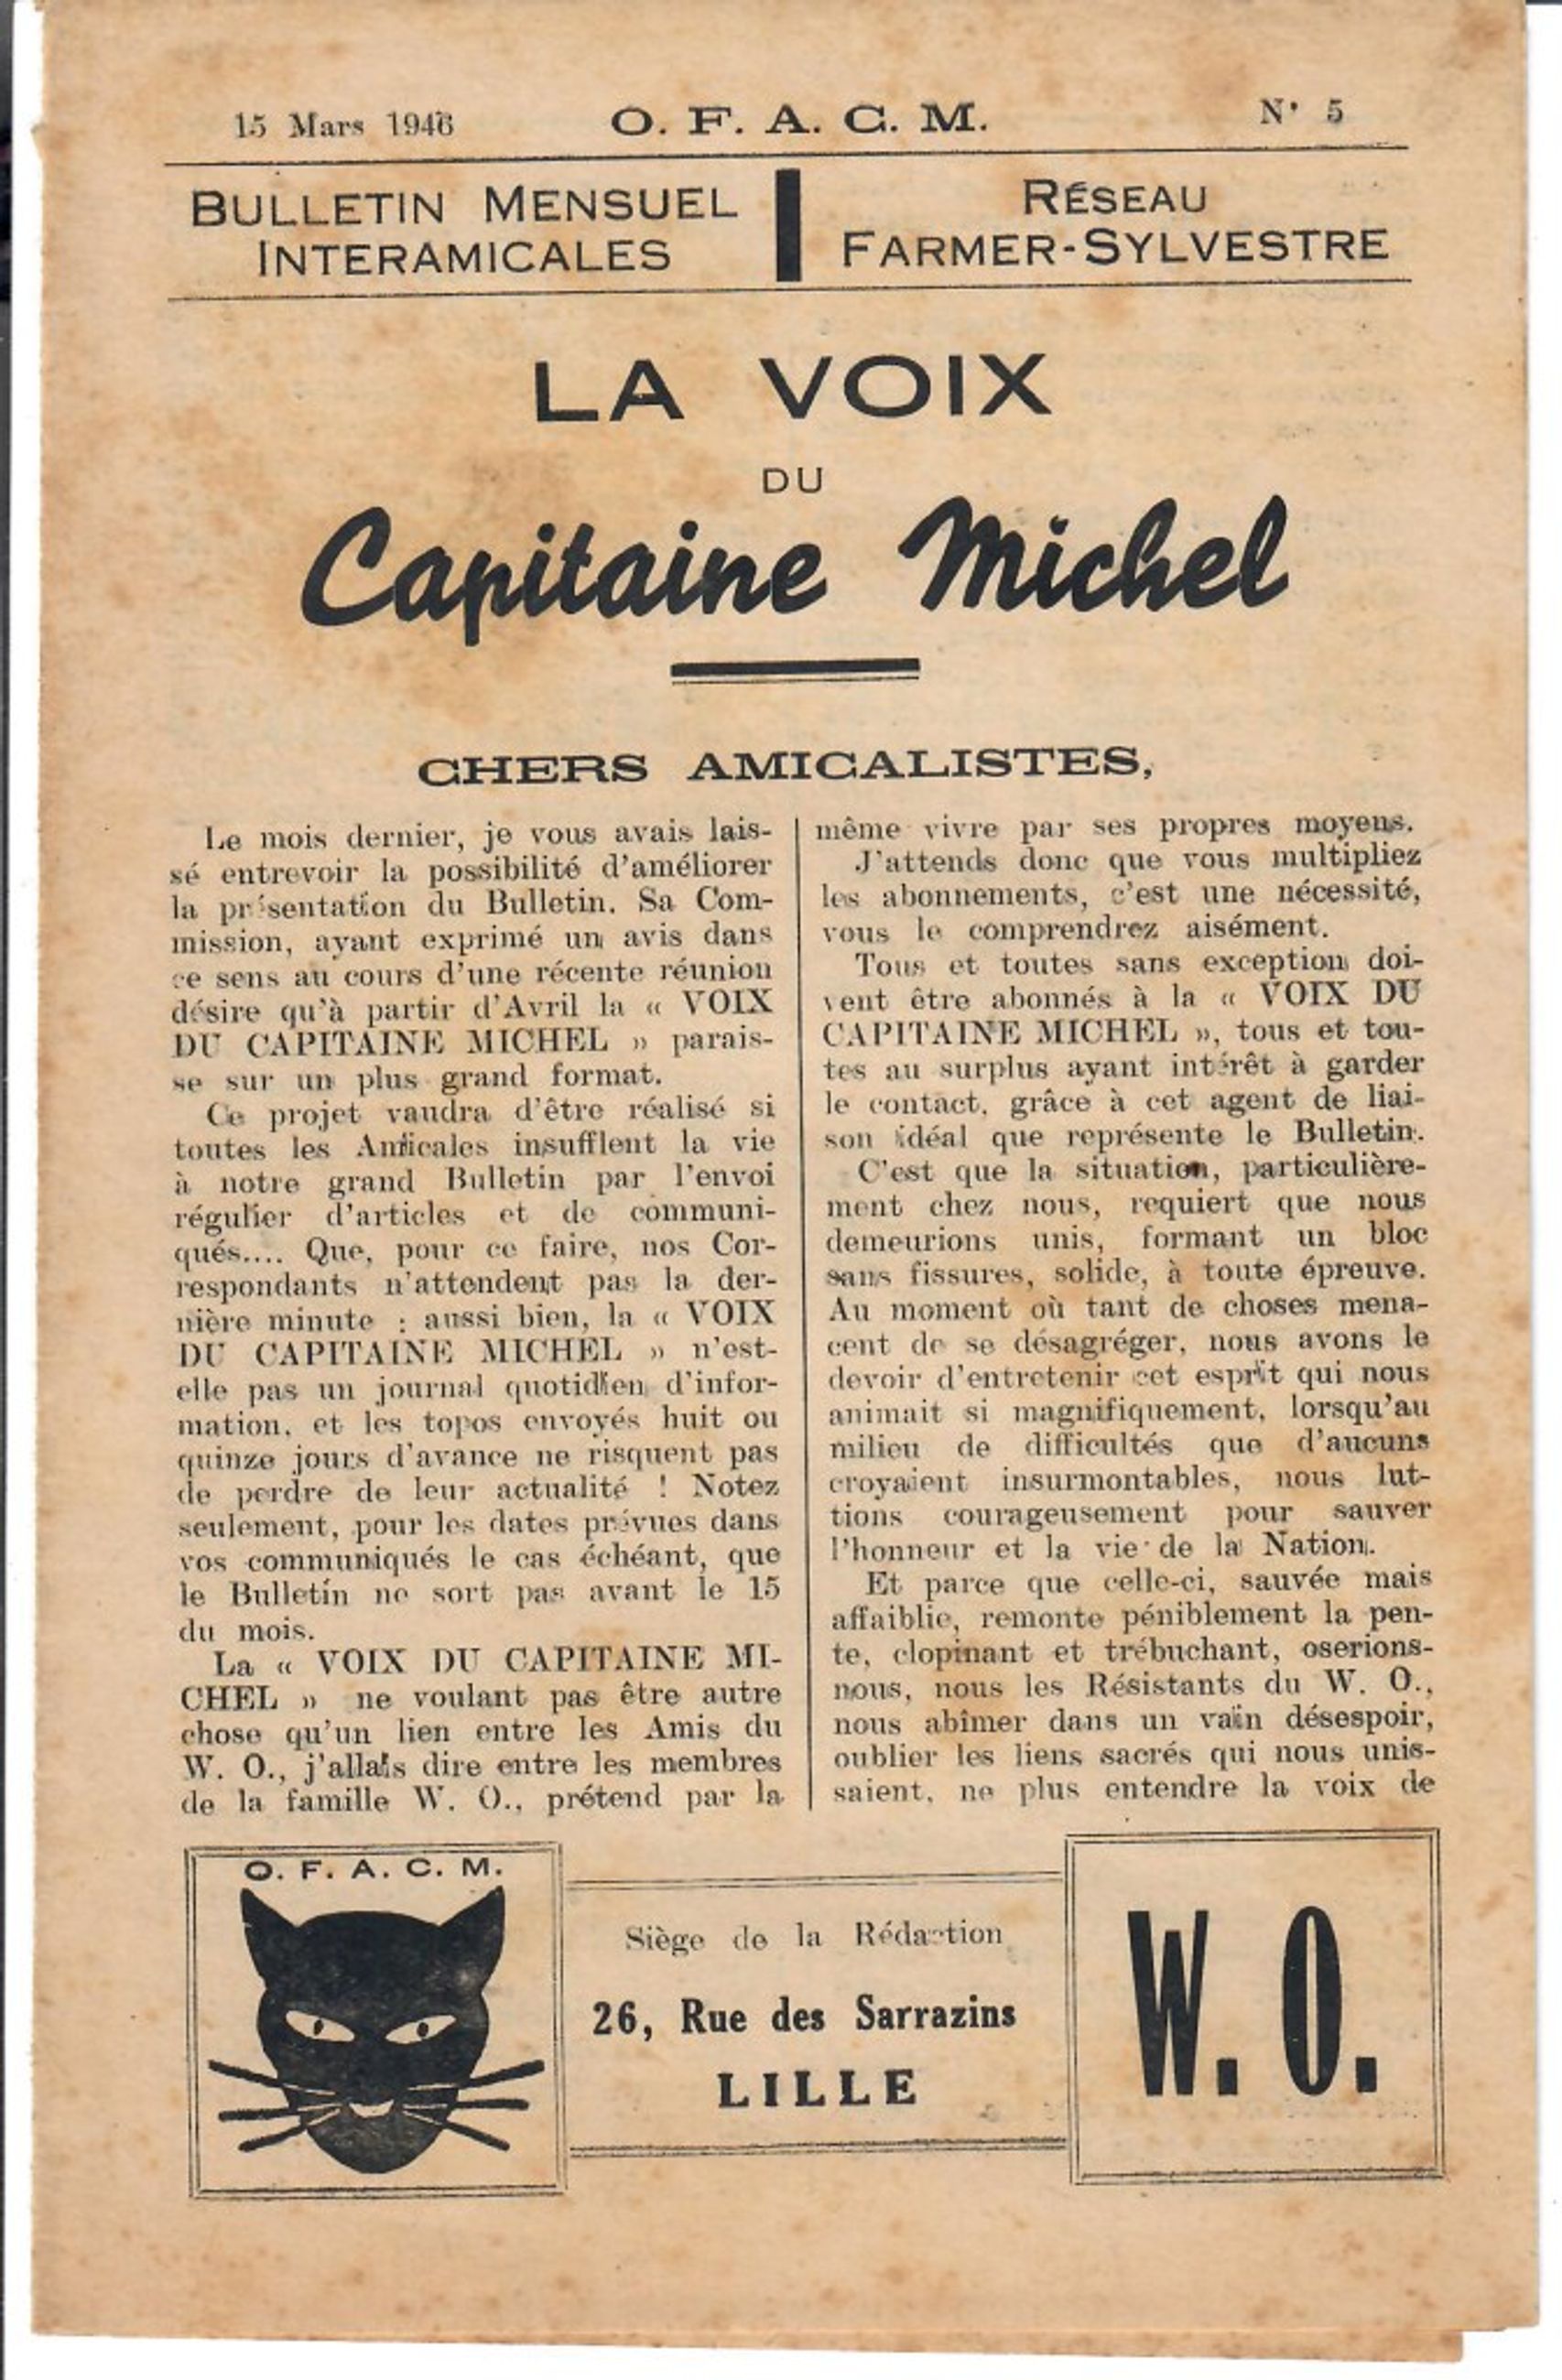 15 Mars 1946
O. F. A. C. M.
N° 5
BULLETIN MENSUEL
INTERAMICALES
RÉSEAU
FARMER-SYLVESTRE
LA VOIX
DU
Capitaine Michel
CHERS AMICALISTES,
Le mois dernier, je vous avais lais-
sé entrevoir la possibilité d'améliorer
la présentation du Bulletin. Sa Com-
mission, ayant exprimé un avis dans
ce sens au cours d'une récente réunion
désire qu'à partir d'Avril la « VOIX
DU CAPITAINE MICHEL » parais-
se sur un plus grand format.
Ce projet vaudra d'être réalisé si
toutes les Amicales insufflent la vie
à notre grand Bulletin par l'envoi
régulier d'articles et de communi-
qués.... Que, pour ce faire, nos Cor-
respondants n'attendent pas la der-
nière minute : aussi bien, la « VOIX
DU CAPITAINE MICHEL » n'est-
elle pas un journal quotidien d'infor-
mation, et les topos envoyés huit ou
quinze jours d'avance ne risquent pas
de perdre de leur actualité ! Notez
seulement, pour les dates prévues dans
vos communiqués le cas échéant, que
le Bulletin ne sort pas avant le 15
du mois.
La « VOIX DU CAPITAINE MI-
CHEL » ne voulant pas être autre
chose qu'un lien entre les Amis du
W. O., j'allais dire entre les membres
de la famille W. O., prétend par la
même vivre par ses propres moyens.
J'attends donc que vous multipliez
les abonnements, c'est une nécessité,
vous le comprendrez aisément.
Tous et toutes sans exception doi-
vent être abonnés à la « VOIX DU
CAPITAINE MICHEL », tous et tou-
tes au surplus ayant intérêt à garder
le contact, grâce à cet agent de liai-
son idéal que représente le Bulletin.
C'est que la situation, particulière-
ment chez nous, requiert que nous
demeurions unis, formant un bloc
sans fissures, solide, à toute épreuve.
Au moment où tant de choses mena-
cent de se désagréger, nous avons le
devoir d'entretenir cet esprit qui nous
animait si magnifiquement, lorsqu'au
milieu de difficultés que d'aucuns
croyaient insurmontables, nous lut-
tions courageusement pour sauver
l'honneur et la vie de la Nation.
Et parce que celle-ci, sauvée mais
affaiblie, remonte péniblement la pen-
te, clopinant et trébuchant, oserions-
nous, nous les Résistants du W. O.,
nous abîmer dans un vain désespoir,
oublier les liens sacrés qui nous unis-
saient, ne plus entendre la voix de
O. F. A. C. M.
Siège de la Rédaction
26, Rue des Sarrazins
LILLE
W. O.